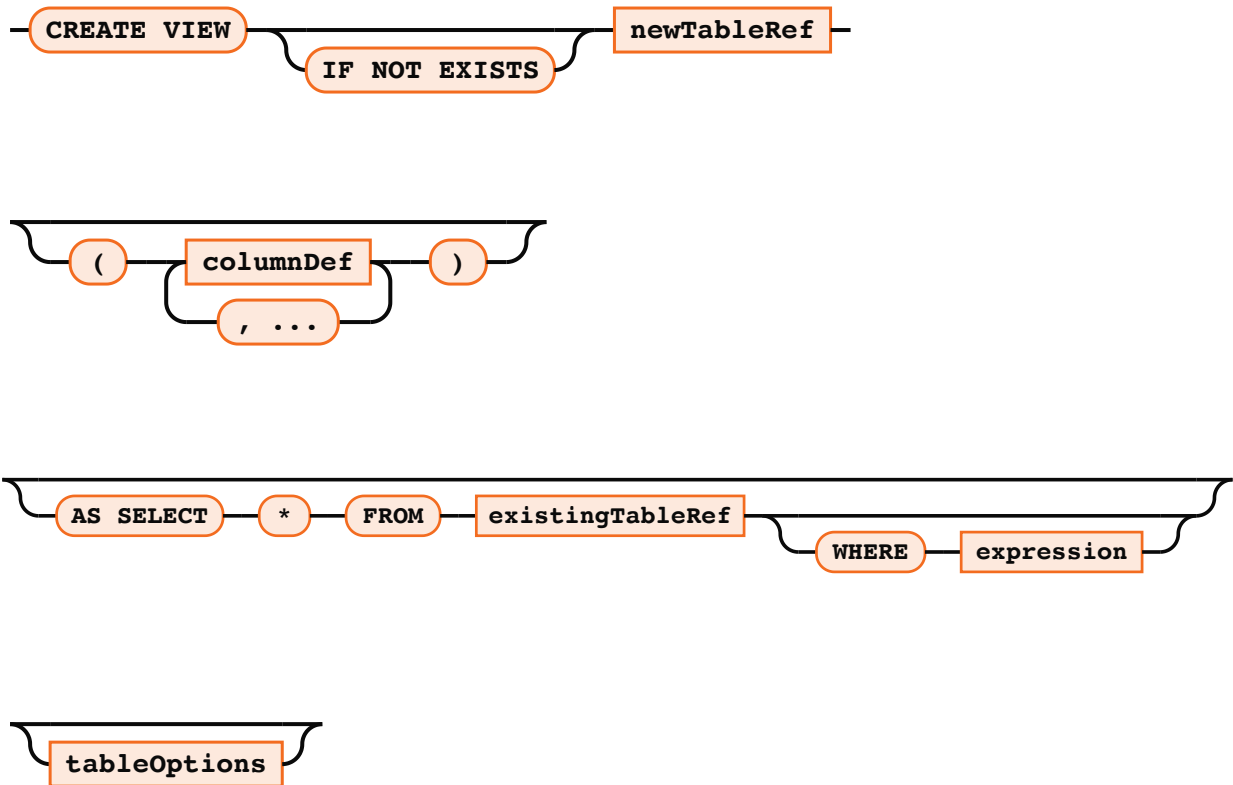 CREATE VIEW newTableRef
IF NOT EXISTS
( columnDef )
, ...
AS SELECT * FROM existingTableRef
WHERE expression
tableOptions